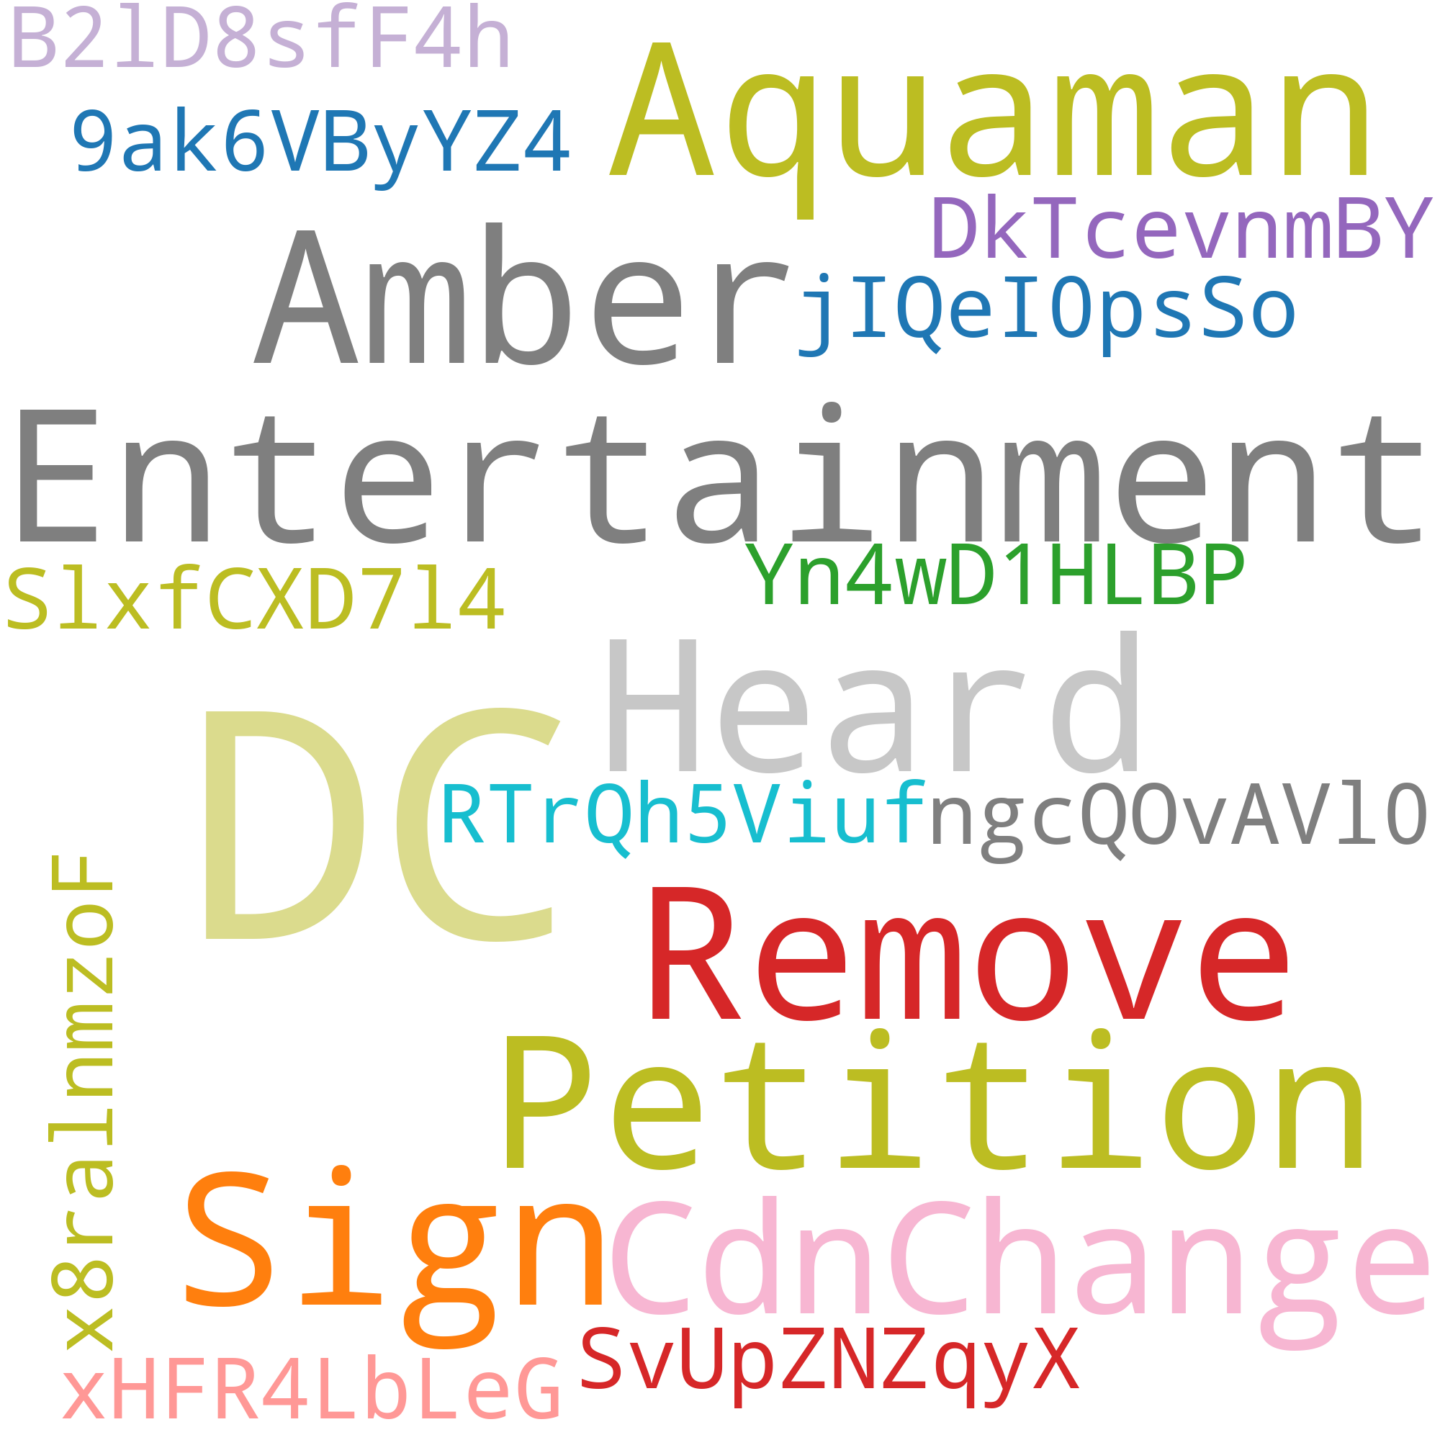 B2lD8sfF4h
Aquaman
9ak6VByYZ4
DkTcevnmBY
Amber
jIQeI0psSo
Entertainment
Yn4wD1HLBP
SlxfCXD7l4
Heard
DC
RTrQh5Viuf
ngcQOvAVl0
x8ralnmzoF
Remove
Petition
Sign
CdnChange
SvUpZNZqyX
xHFR4LbLeG